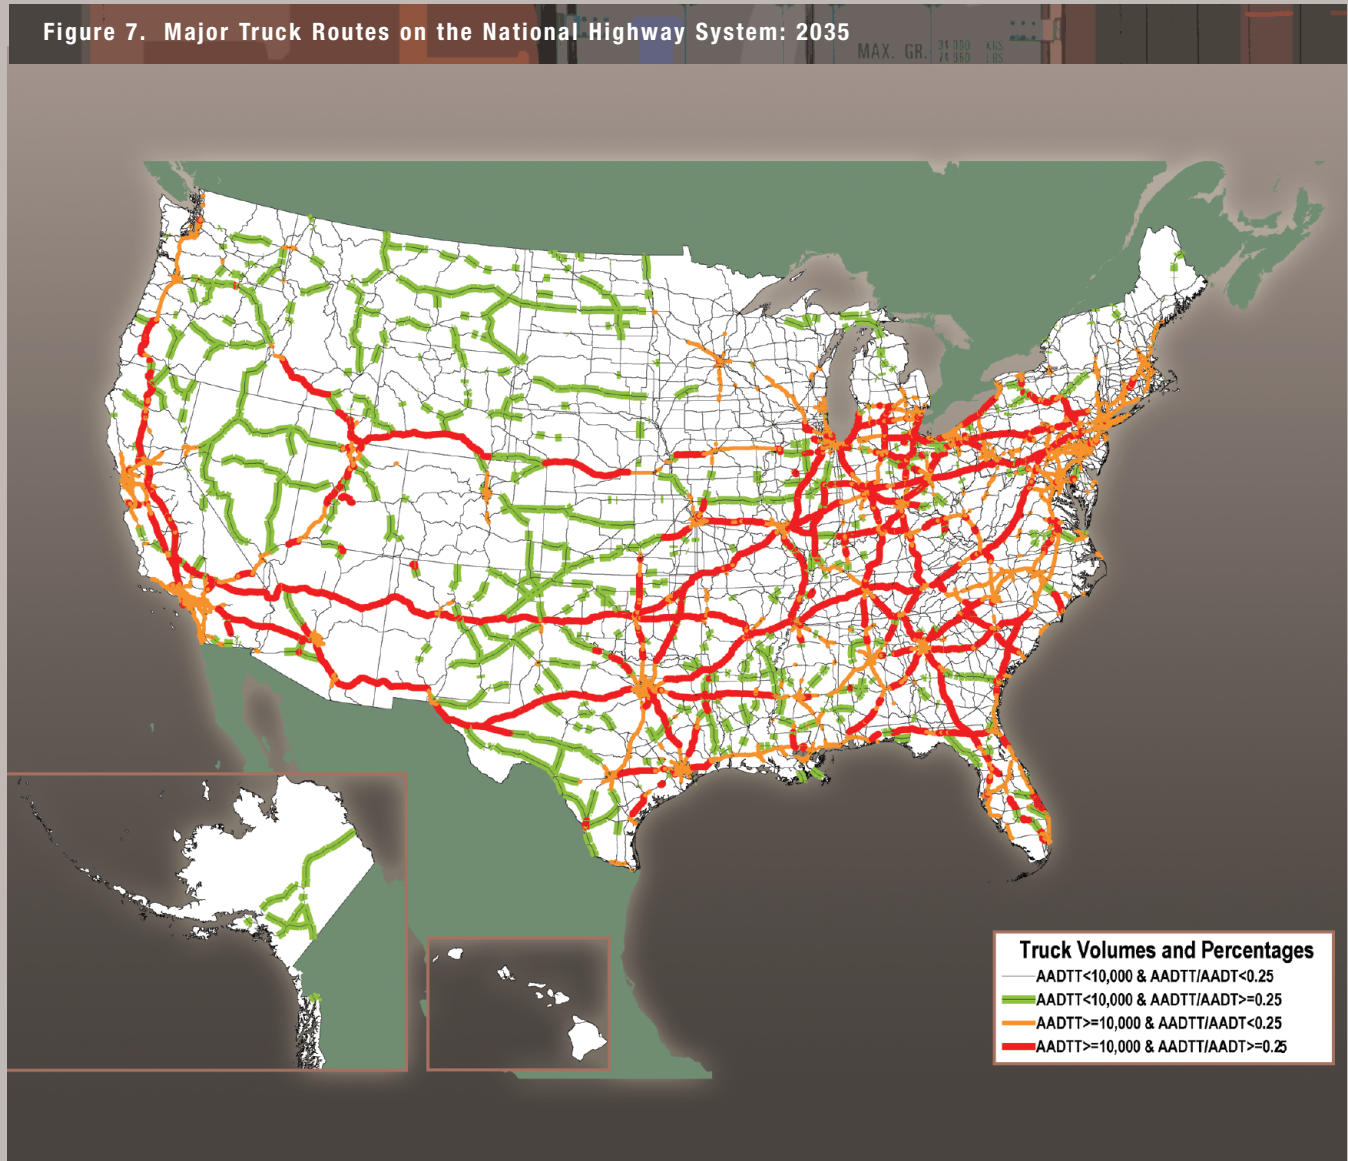 Figure 7. Major Truck Routes on the National Highway System: 2035
MAX. GR.
Truck Volumes and Percentages
AADTT<10,000 & AADTT/AADT<0.25
AADTT<10,000 & AADTT/AADT>=0.25
AADTT>=10,000 & AADTT/AADT<0.25
AADTT>=10,000 & AADTT/AADT>=0.25